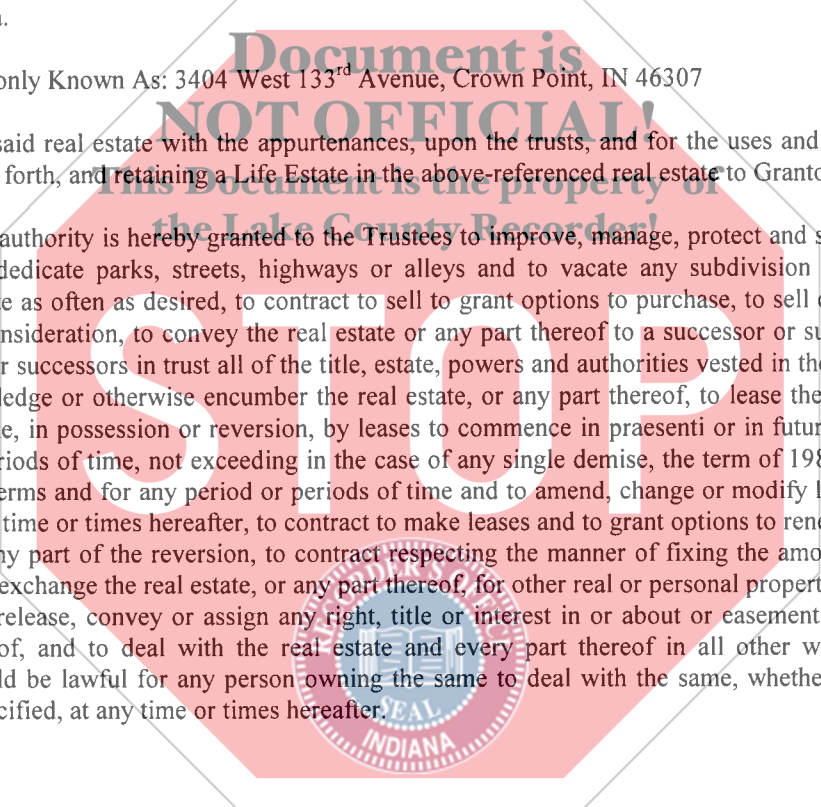 Document is
only Known As: 3404 West 133rd Avenue, Crown Point, IN 46307
NOT OFFICIAL!
said real estate with the appurtenances, upon the trusts, and for the uses and
forth, and retaining a Life Estate in the above-referenced real estate to Granto
This Document is the property of
the Lake County Recorder!
authority is hereby granted to the Trustees to improve, manage, protect and s
dedicate parks, streets, highways or alleys and to vacate any subdivision
e as often as desired, to contract to sell to grant options to purchase, to sell
nsideration, to convey the real estate or any part thereof to a successor or su
r successors in trust all of the title, estate, powers and authorities vested in th
ledge or otherwise encumber the real estate, or any part thereof, to lease the
e, in possession or reversion, by leases to commence in praesenti or in futur
riods of time, not exceeding in the case of any single demise, the term of 198
erms and for any period or periods of time and to amend, change or modify l
time or times hereafter, to contract to make leases and to grant options to rene
ny part of the reversion, to contract respecting the manner of fixing the amo
exchange the real estate, or any part thereof, for other real or personal propert
release, convey or assign any right, title or interest in or about or easement
of, and to deal with the real estate and every part thereof in all other w
ld be lawful for any person owning the same to deal with the same, whethe
cified, at any time or times hereafter.
STOP
SEAL
INDIANA